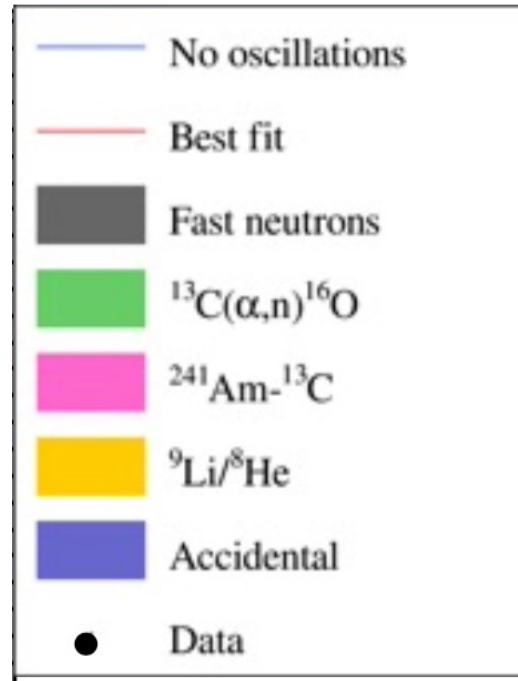 No oscillations
Best fit
Fast neutrons
¹³C(α,n)¹⁶O
²⁴¹Am-¹³C
⁹Li/⁸He
Accidental
Data